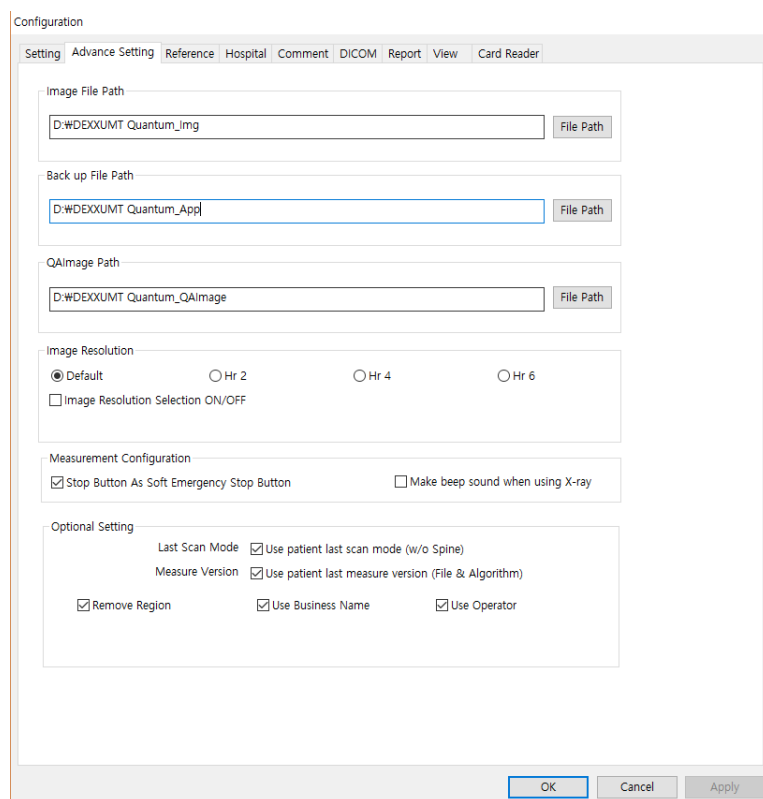 Configuration
Setting Advance Setting Reference Hospital Comment DICOM Report View Card Reader
Image File Path
D:₩DEXXUMT Quantum_Img File Path
Back up File Path
D:₩DEXXUMT Quantum_App File Path
QAImage Path
D:₩DEXXUMT Quantum_QAImage File Path
Image Resolution
Default Hr 2 Hr 4 Hr 6
Image Resolution Selection ON/OFF
Measurement Configuration
Stop Button As Soft Emergency Stop Button Make beep sound when using X-ray
Optional Setting
Last Scan Mode Use patient last scan mode (w/o Spine)
Measure Version Use patient last measure version (File & Algorithm)
Remove Region Use Business Name Use Operator
OK Cancel Apply